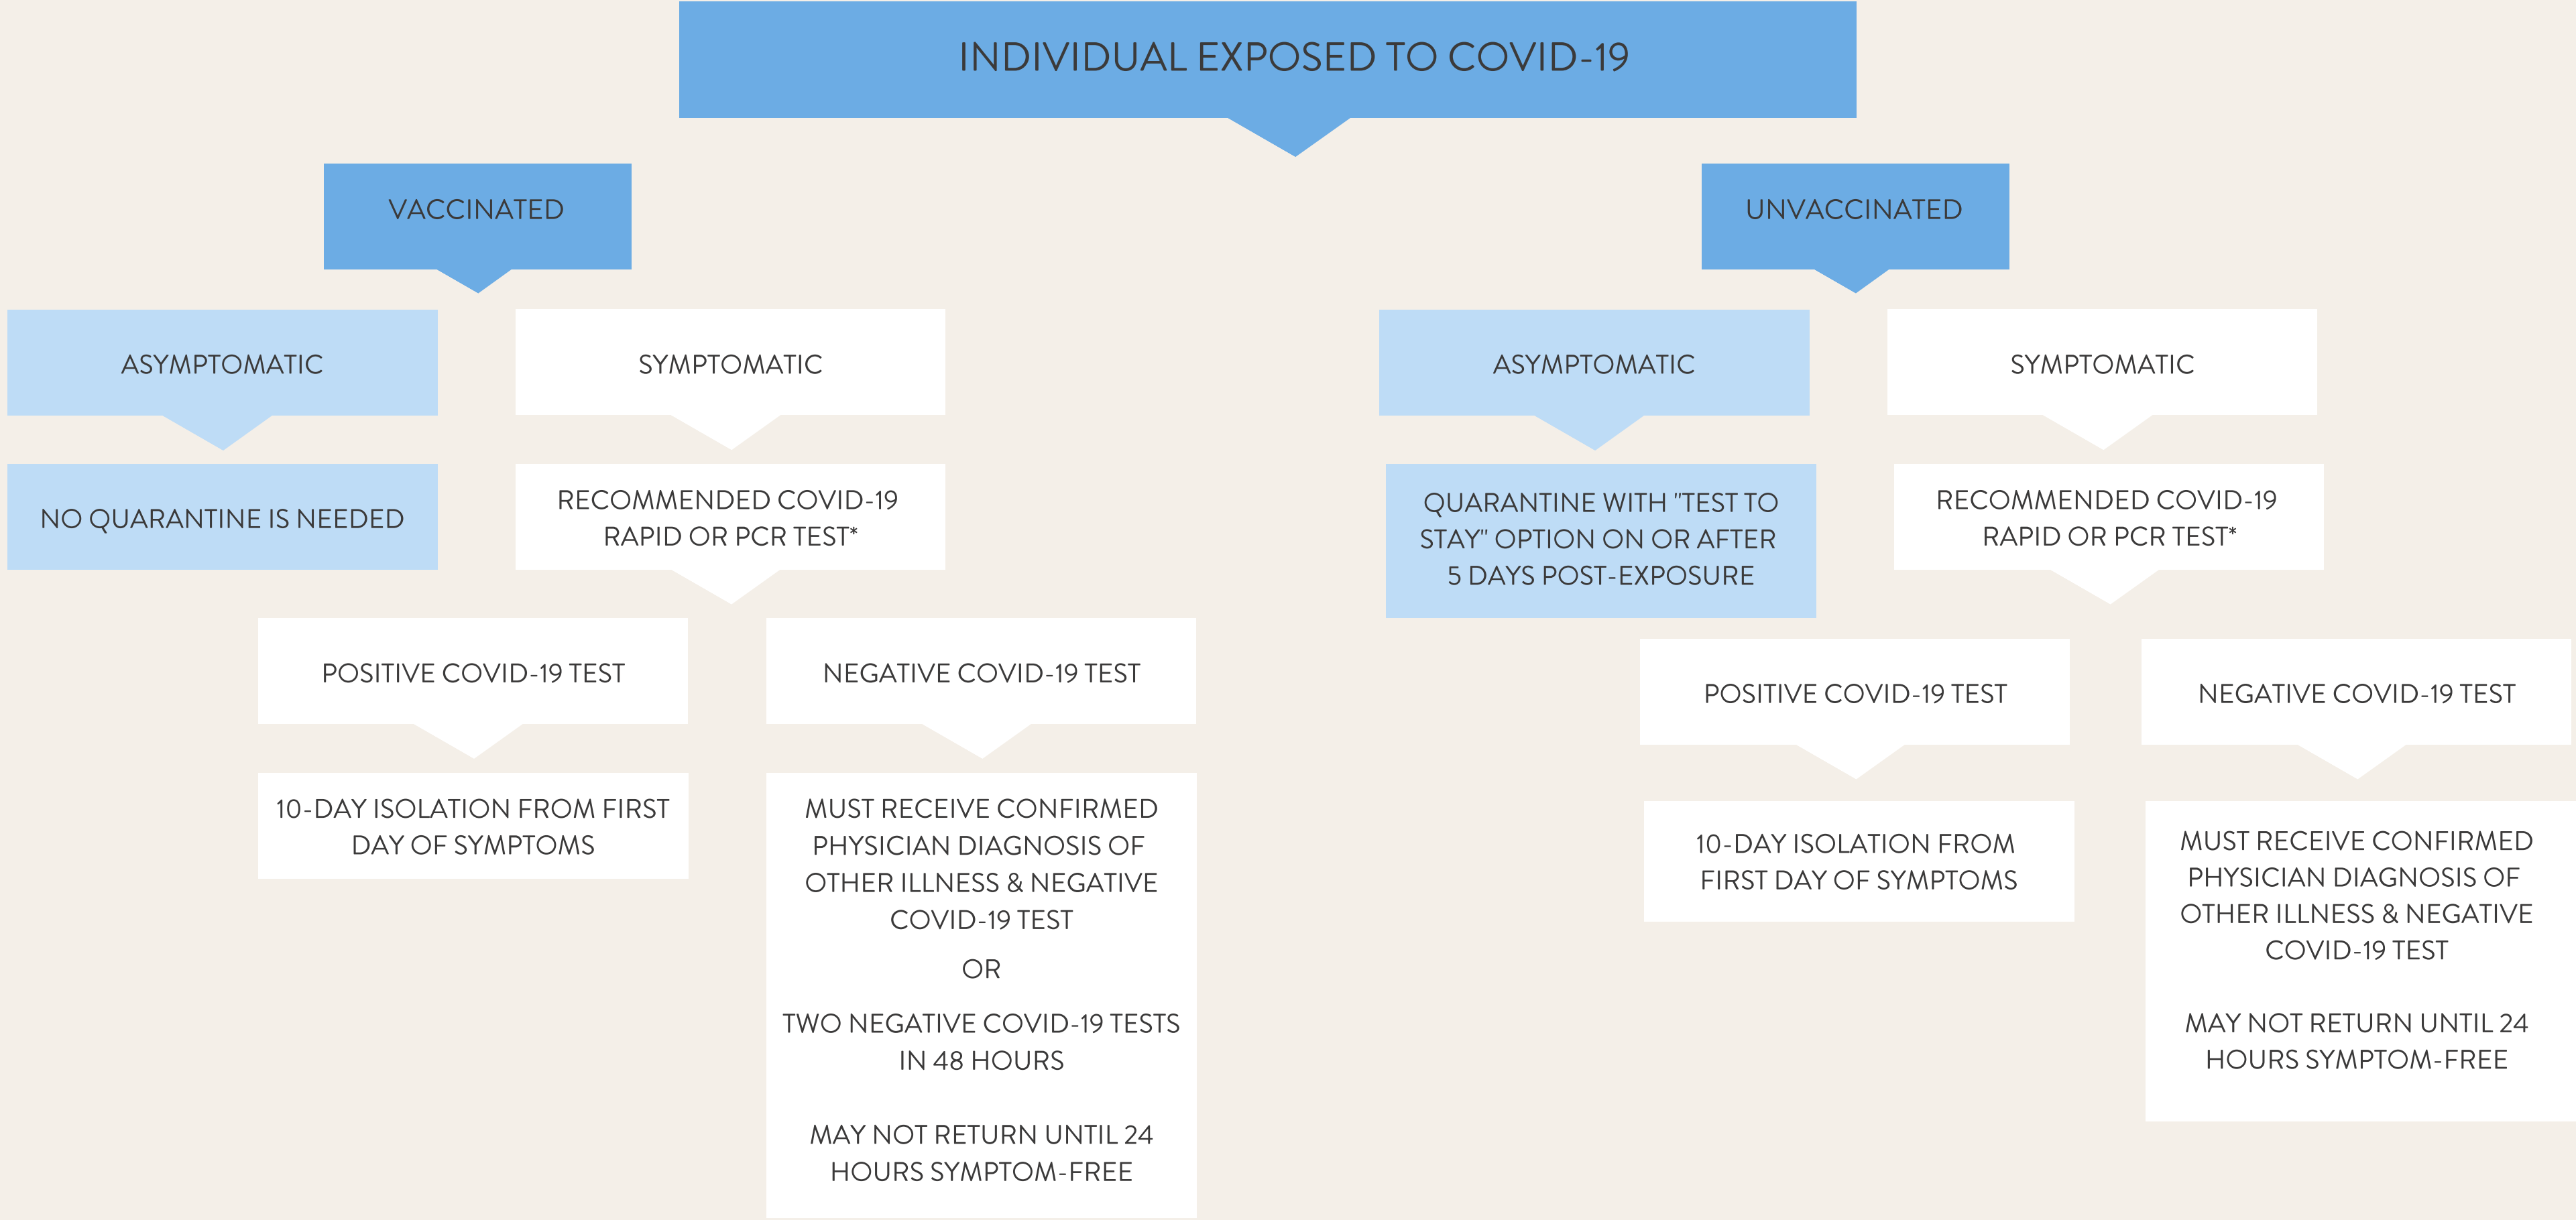 INDIVIDUAL EXPOSED TO COVID-19
VACCINATED
UNVACCINATED
ASYMPTOMATIC
SYMPTOMATIC
ASYMPTOMATIC
SYMPTOMATIC
NO QUARANTINE IS NEEDED
RECOMMENDED COVID-19
RAPID OR PCR TEST*
QUARANTINE WITH "TEST TO
STAY" OPTION ON OR AFTER
5 DAYS POST-EXPOSURE
RECOMMENDED COVID-19
RAPID OR PCR TEST*
POSITIVE COVID-19 TEST
NEGATIVE COVID-19 TEST
POSITIVE COVID-19 TEST
NEGATIVE COVID-19 TEST
10-DAY ISOLATION FROM FIRST
DAY OF SYMPTOMS
MUST RECEIVE CONFIRMED
PHYSICIAN DIAGNOSIS OF
OTHER ILLNESS & NEGATIVE
COVID-19 TEST
OR
TWO NEGATIVE COVID-19 TESTS
IN 48 HOURS
MAY NOT RETURN UNTIL 24
HOURS SYMPTOM-FREE
10-DAY ISOLATION FROM
FIRST DAY OF SYMPTOMS
MUST RECEIVE CONFIRMED
PHYSICIAN DIAGNOSIS OF
OTHER ILLNESS & NEGATIVE
COVID-19 TEST
MAY NOT RETURN UNTIL 24
HOURS SYMPTOM-FREE